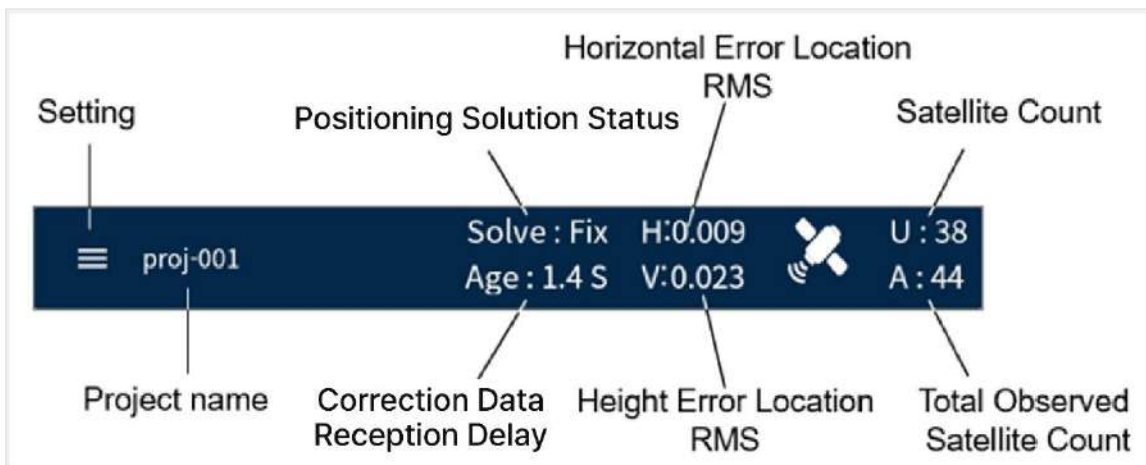 Horizontal Error Location
RMS
Setting
Positioning Solution Status
Satellite Count
Solve : Fix
H:0.009
U : 38
proj-001
Age : 1.4 S
V:0.023
A : 44
Project name
Correction Data
Reception Delay
Height Error Location
RMS
Total Observed
Satellite Count